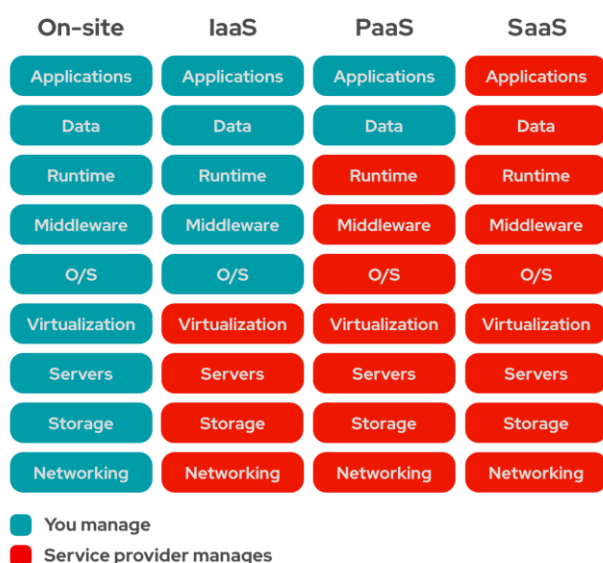 On-site IaaS PaaS SaaS
Applications Applications Applications Applications
Data Data Data Data
Runtime Runtime Runtime Runtime
Middleware Middleware Middleware Middleware
O/S O/S O/S O/S
Virtualization Virtualization Virtualization Virtualization
Servers Servers Servers Servers
Storage Storage Storage Storage
Networking Networking Networking Networking
You manage
Service provider manages